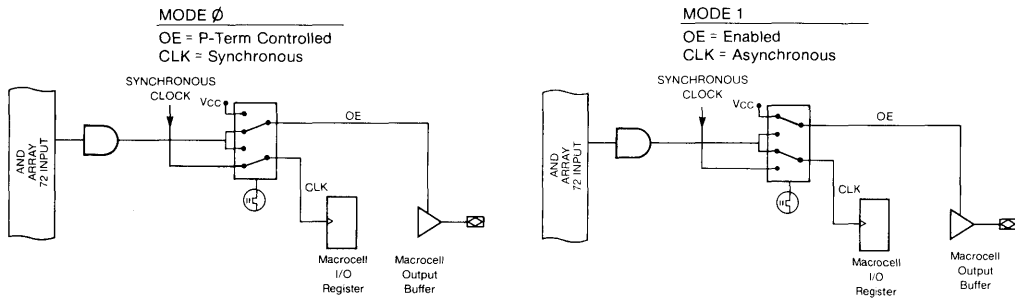 MODE Ø
OE = P-Term Controlled
CLK = Synchronous
SYNCHRONOUS
CLOCK
VCC
OE
AND
ARRAY
72 INPUT
CLK
Macrocell
I/O
Register
Macrocell
Output
Buffer
MODE 1
OE = Enabled
CLK = Asynchronous
SYNCHRONOUS
CLOCK
VCC
OE
AND
ARRAY
72 INPUT
CLK
Macrocell
I/O
Register
Macrocell
Output
Buffer